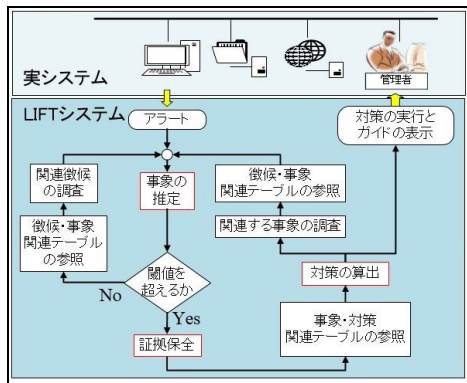 実システム
管理者
LIFTシステム
アラート
対策の実行と
ガイドの表示
関連徴候
の調査
事象の
推定
徴候・事象
関連テーブルの参照
徴候・事象
関連テーブル
の参照
関連する事象の調査
閾値を
超えるか
対策の算出
No
Yes
証拠保全
事象・対策
関連テーブルの参照